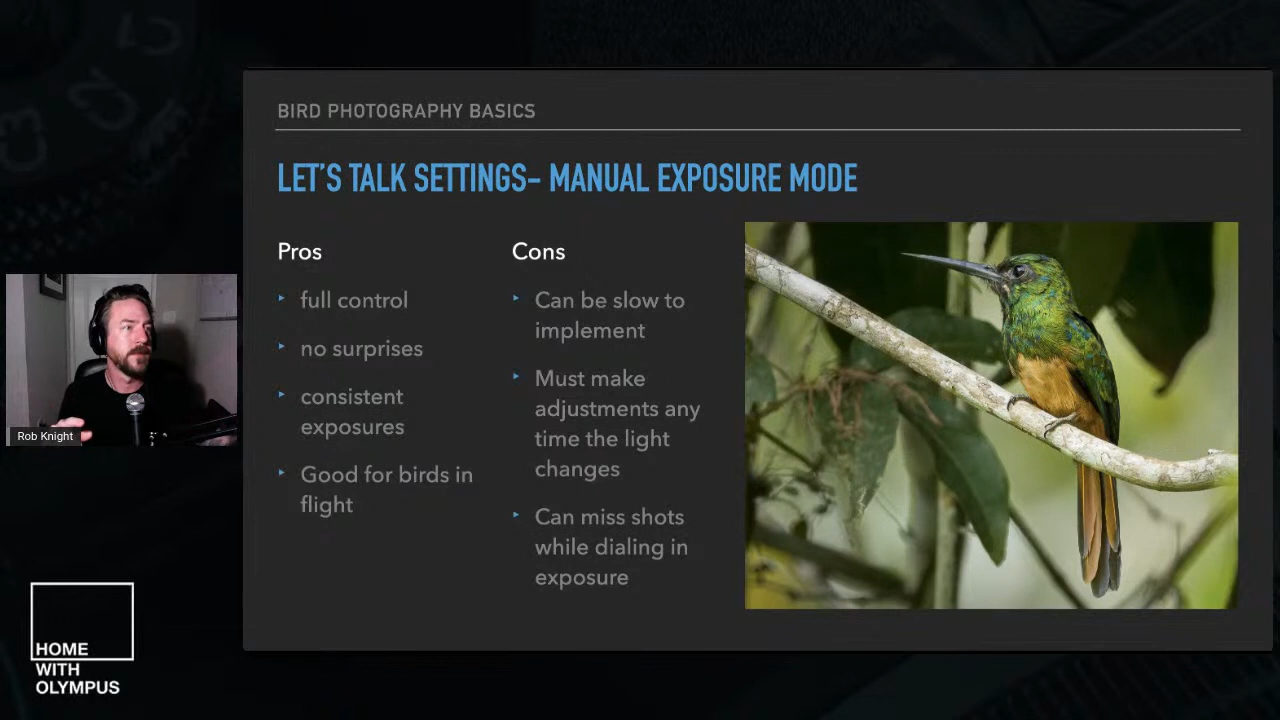 BIRD PHOTOGRAPHY BASICS
LET'S TALK SETTINGS- MANUAL EXPOSURE MODE
Pros
full control
no surprises
consistent
exposures
Good for birds in
flight
Cons
Can be slow to
implement
Must make
adjustments any
time the light
changes
Can miss shots
while dialing in
exposure
Rob Knight
HOME
WITH
OLYMPUS